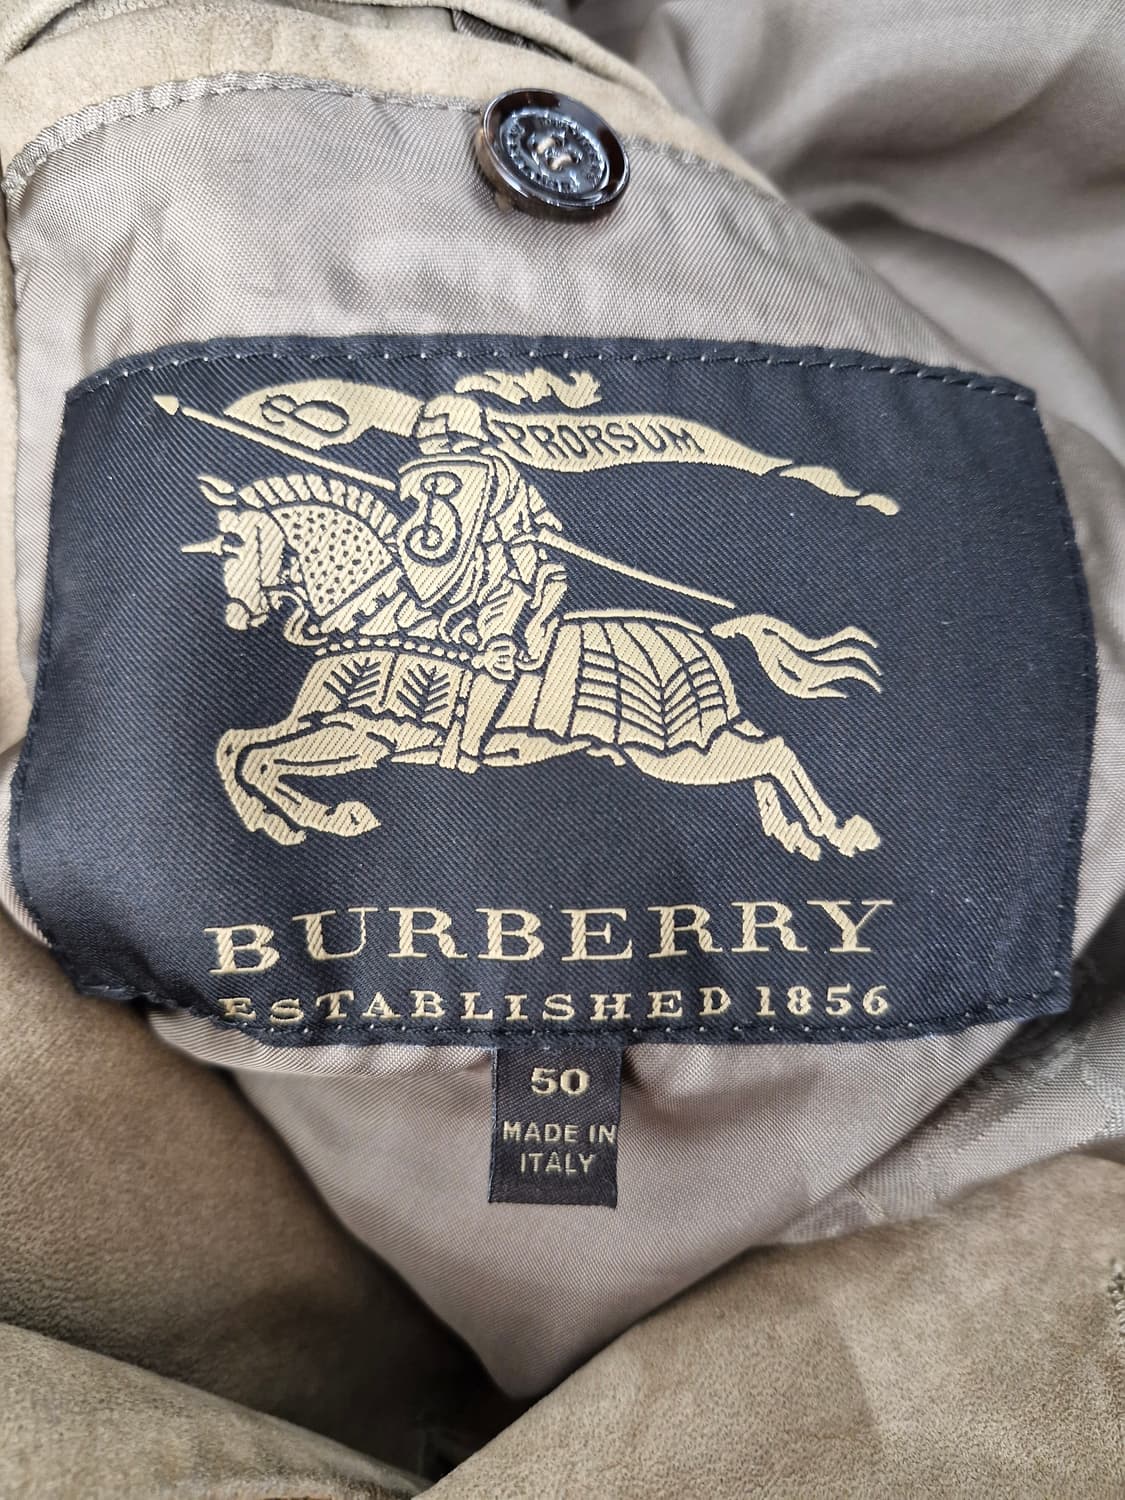 B
PRORSUM
B
BURBERRY
ESTABLISHED 1856
50
MADE IN
ITALY